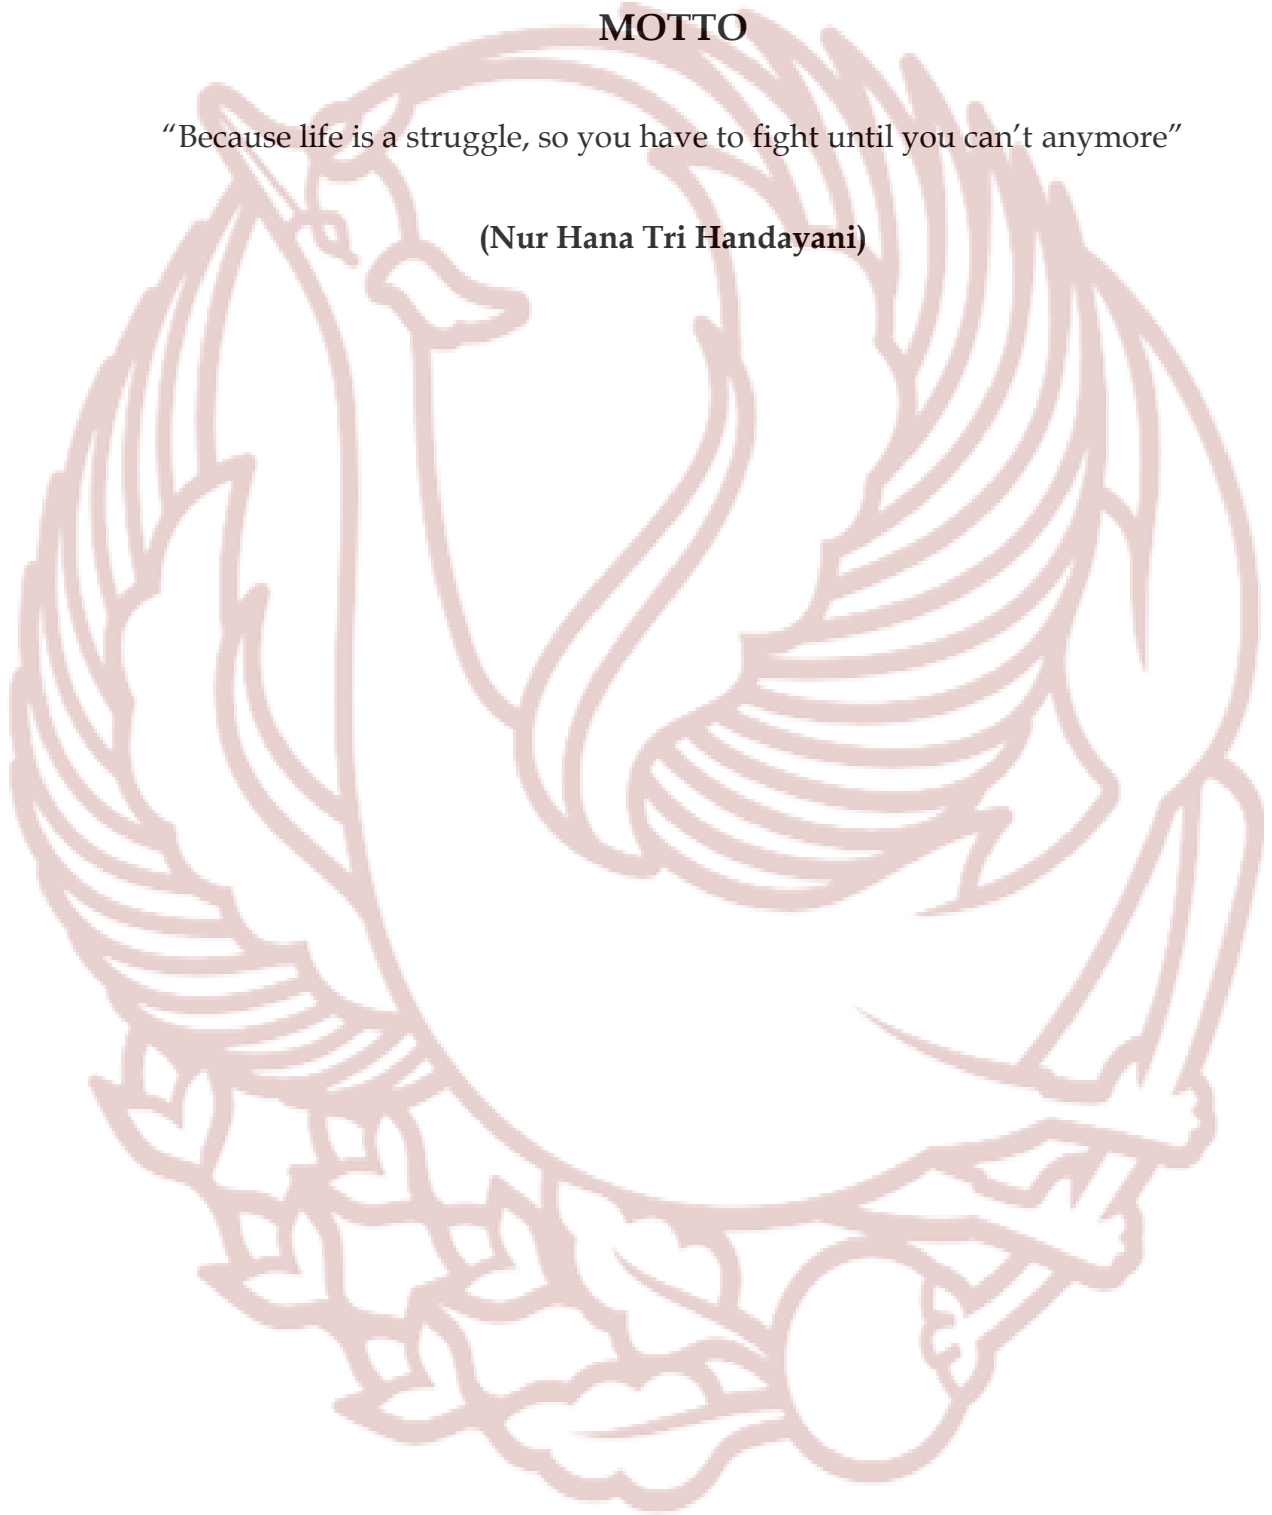 MOTTO
“Because life is a struggle, so you have to fight until you can’t anymore”
(Nur Hana Tri Handayani)